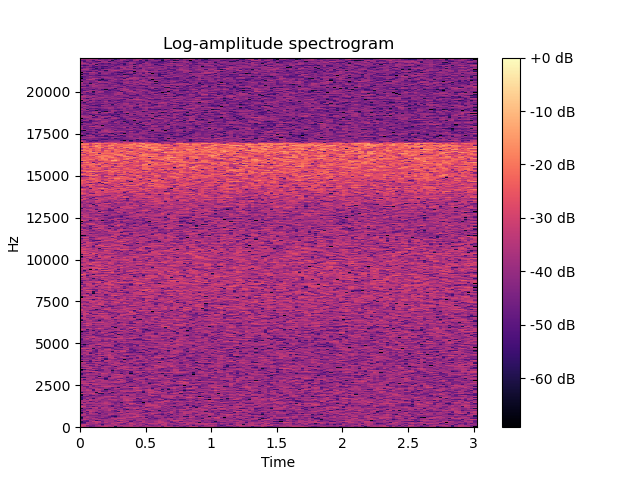 Log-amplitude spectrogram
Hz
20000
17500
15000
12500
10000
7500
5000
2500
0
0 0.5 1 1.5 2 2.5 3
Time
+0 dB
-10 dB
-20 dB
-30 dB
-40 dB
-50 dB
-60 dB